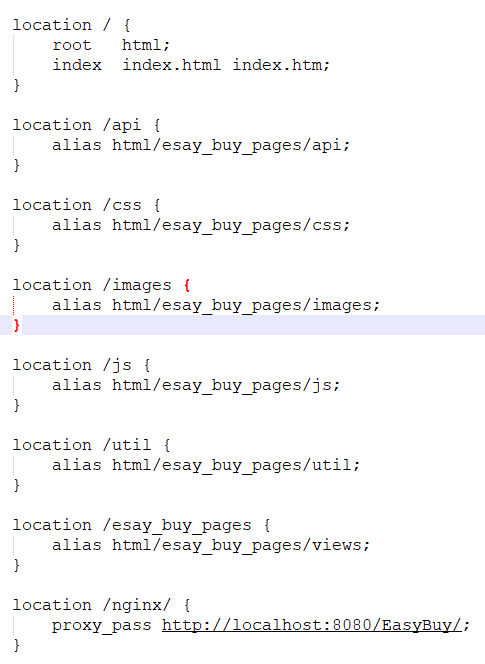 location / {
    root   html;
    index  index.html index.htm;
}

location /api {
    alias html/esay_buy_pages/api;
}

location /css {
    alias html/esay_buy_pages/css;
}

location /images {
    alias html/esay_buy_pages/images;
}

location /js {
    alias html/esay_buy_pages/js;
}

location /util {
    alias html/esay_buy_pages/util;
}

location /esay_buy_pages {
    alias html/esay_buy_pages/views;
}

location /nginx/ {
    proxy_pass http://localhost:8080/EasyBuy/;
}